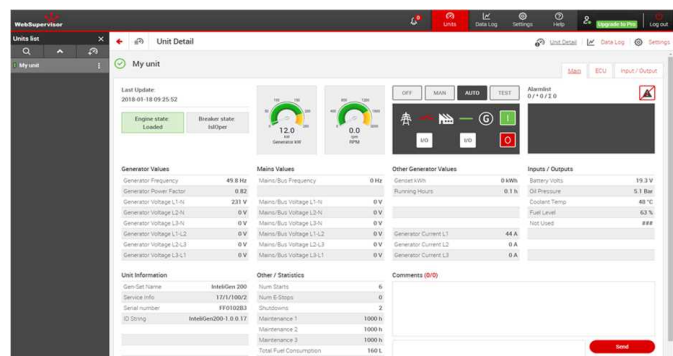 WebSupervisor
Units
Data Log
Settings
Help
Upgrade to Pro
Log out
Units list
×
My unit
Unit Detail
Unit Detail
Data Log
Settings
My unit
Main
ECU
Input / Output
Last Update:
2018-01-18 09:25:52
Engine state:
Loaded
Breaker state:
IslOper
12.0
kW
Generator kW
0.0
rpm
RPM
OFF
MAN
AUTO
TEST
G
I
I/O
I/O
O
Alarmlist
0 / * 0 / ! 0
Generator Values
Generator Frequency 49.8 Hz
Generator Power Factor 0.82
Generator Voltage L1-N 231 V
Generator Voltage L2-N 0 V
Generator Voltage L3-N 0 V
Generator Voltage L1-L2 0 V
Generator Voltage L2-L3 0 V
Generator Voltage L3-L1 0 V
Mains Values
Mains/Bus Frequency 0 Hz
Mains/Bus Voltage L1-N 0 V
Mains/Bus Voltage L2-N 0 V
Mains/Bus Voltage L3-N 0 V
Mains/Bus Voltage L1-L2 0 V
Mains/Bus Voltage L2-L3 0 V
Mains/Bus Voltage L3-L1 0 V
Other Generator Values
Genset kWh 0 kWh
Running Hours 0.1 h
Generator Current L1 44 A
Generator Current L2 0 A
Generator Current L3 0 A
Inputs / Outputs
Battery Volts 19.3 V
Oil Pressure 5.1 Bar
Coolant Temp 48 °C
Fuel Level 63 %
Not Used ###
Unit Information
Gen-Set Name InteliGen 200
Service Info 17/1/100/2
Serial number FF0102B3
ID String InteliGen200-1.0.0.17
Other / Statistics
Num Starts 6
Num E-Stops 0
Shutdowns 2
Maintenance 1 1000 h
Maintenance 2 1000 h
Maintenance 3 1000 h
Total Fuel Consumption 160 L
Comments (0/0)
Send